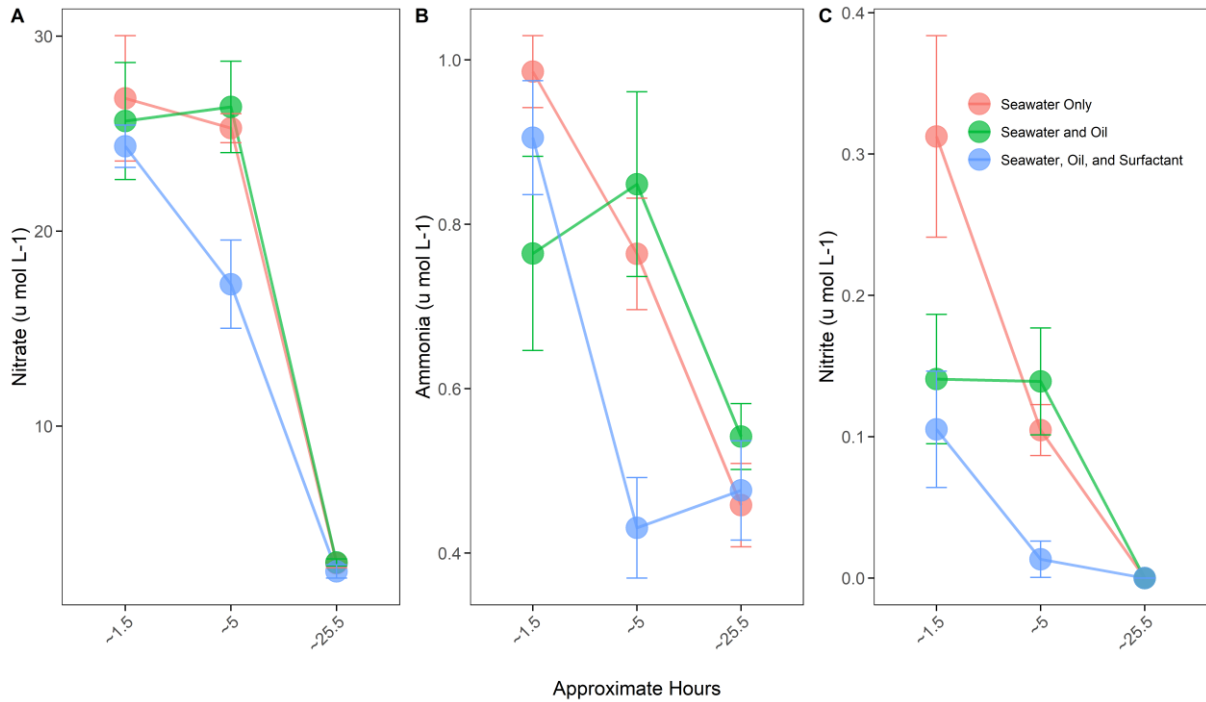 A
Nitrate (u mol L-1)
30
20
10
~1.5
~5
~25.5
B
Ammonia (u mol L-1)
1.0
0.8
0.6
0.4
~1.5
~5
~25.5
C
Nitrite (u mol L-1)
0.4
0.3
0.2
0.1
0.0
~1.5
~5
~25.5
Seawater Only
Seawater and Oil
Seawater, Oil, and Surfactant
Approximate Hours